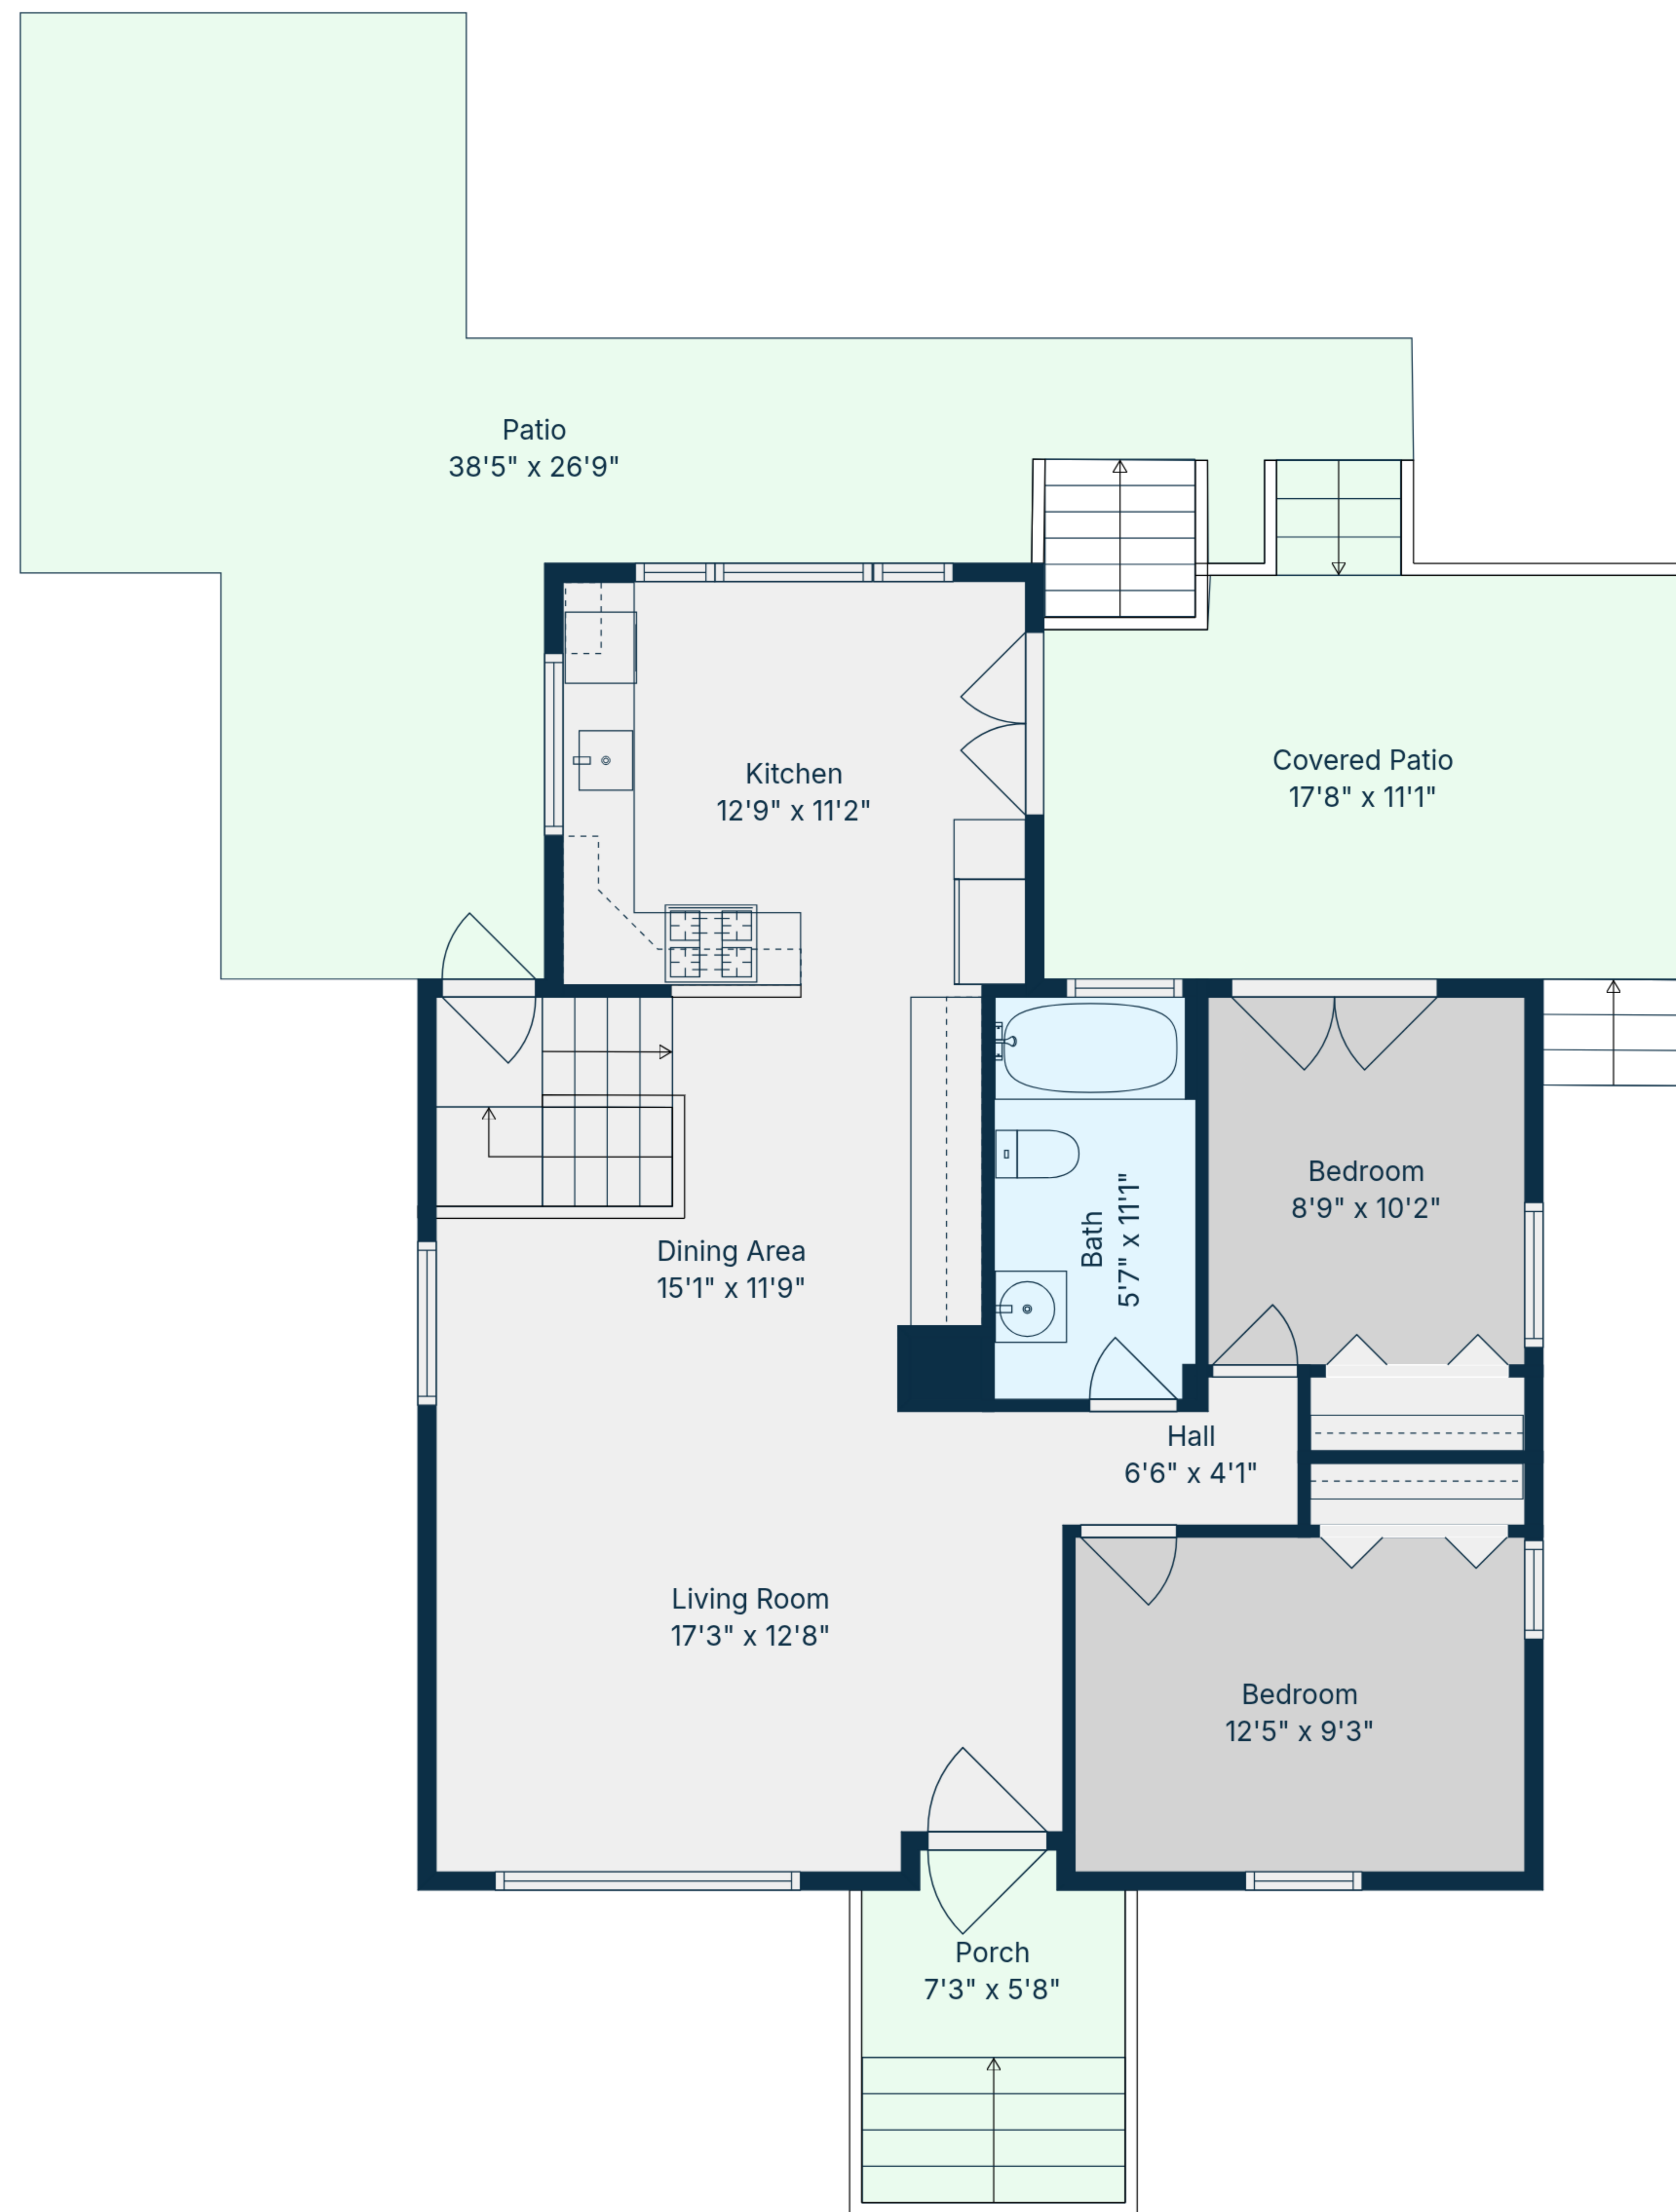 Patio
38'5" x 26'9"
Kitchen
12'9" x 11'2"
Covered Patio
17'8" x 11'1"
Dining Area
15'1" x 11'9"
Bath
5'7" x 11'1"
Bedroom
8'9" x 10'2"
Hall
6'6" x 4'1"
Living Room
17'3" x 12'8"
Bedroom
12'5" x 9'3"
Porch
7'3" x 5'8"